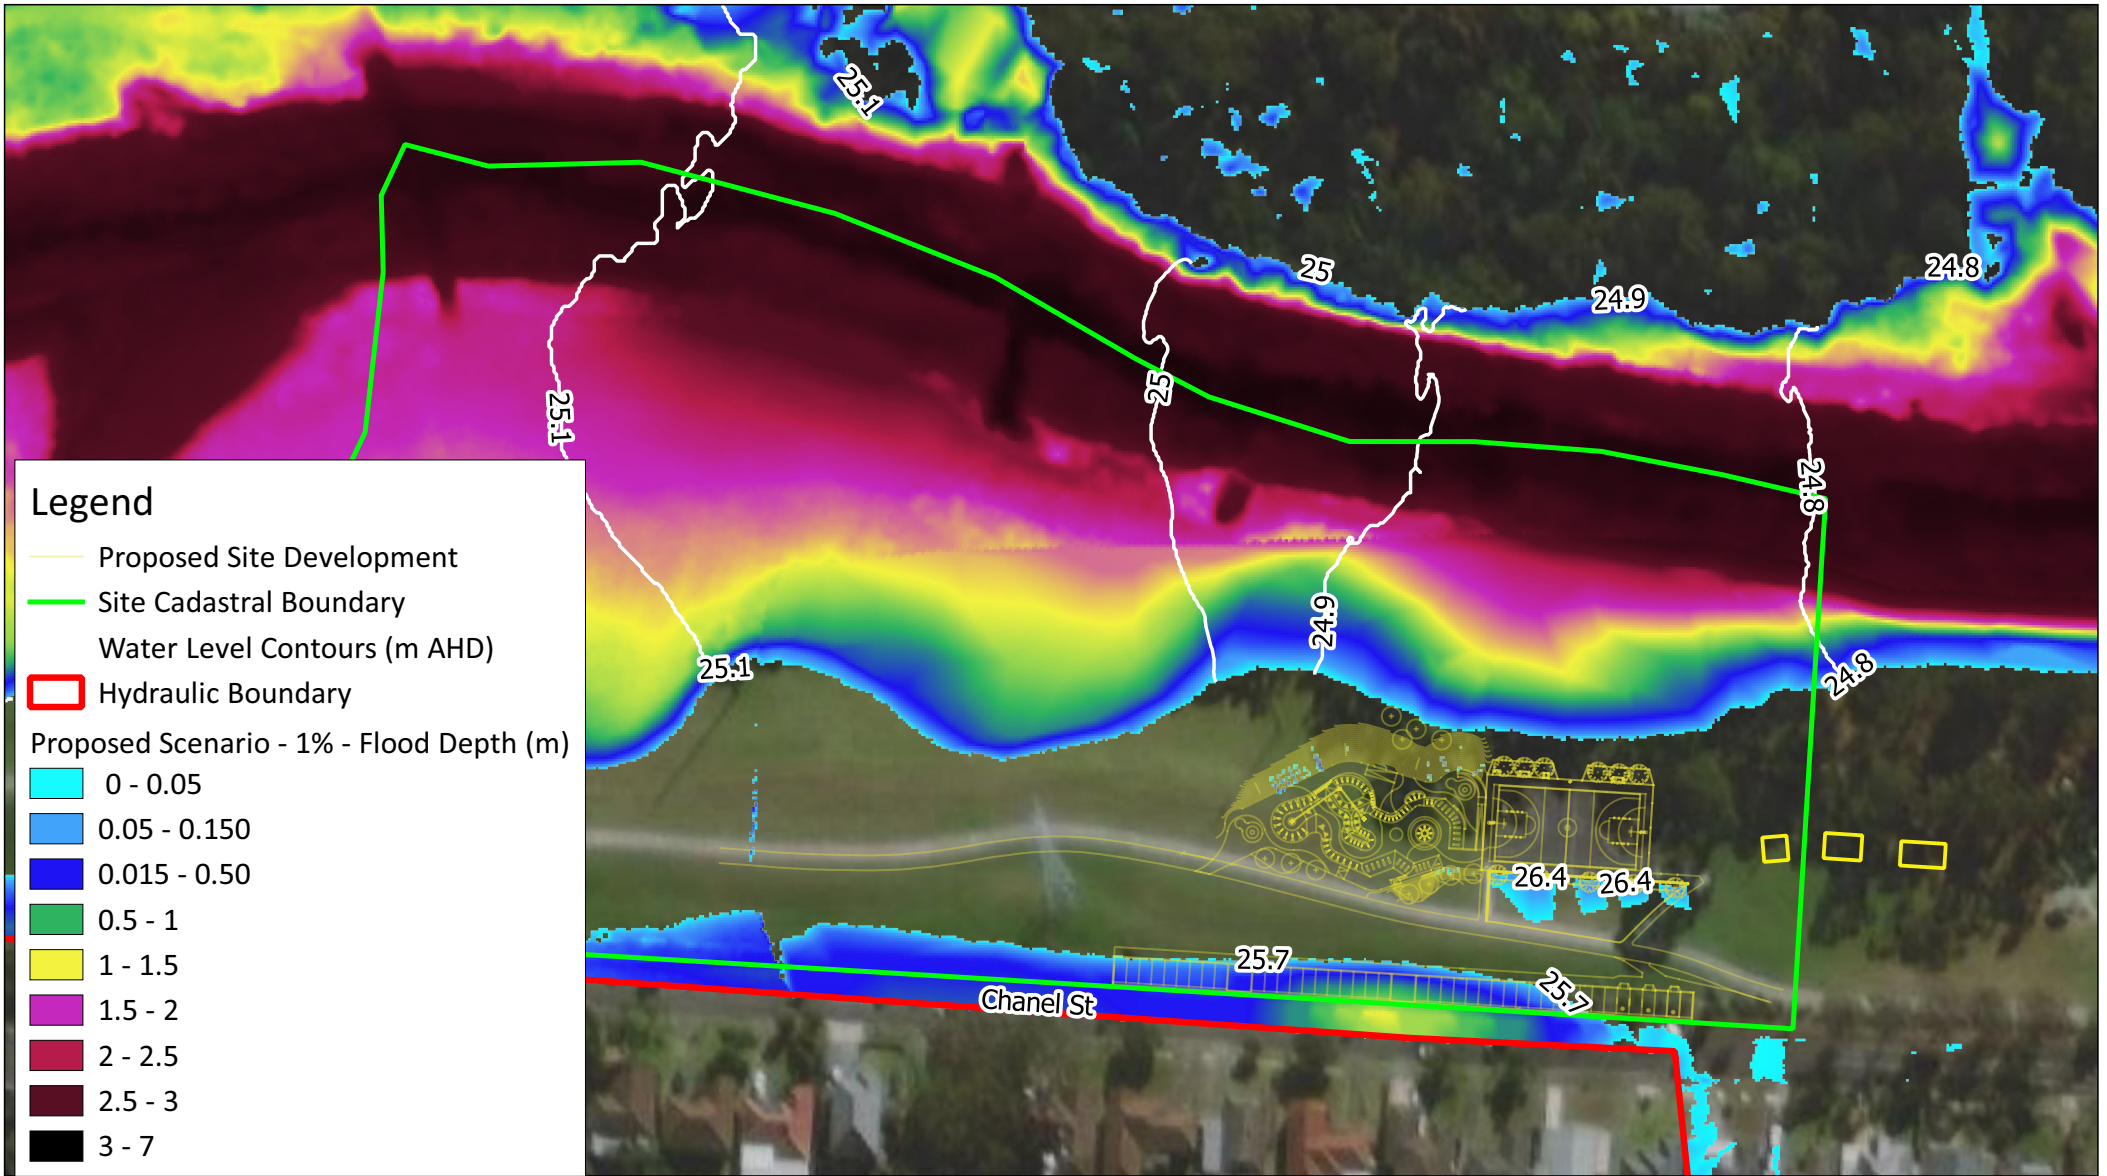 25.1
25
24.9
24.8
25.1
25
24.8
24.9
25.1
24.8
26.4
26.4
25.7
25.7
Chanel St
Legend
Proposed Site Development
Site Cadastral Boundary
Water Level Contours (m AHD)
Hydraulic Boundary
Proposed Scenario - 1% - Flood Depth (m)
0 - 0.05
0.05 - 0.150
0.015 - 0.50
0.5 - 1
1 - 1.5
1.5 - 2
2 - 2.5
2.5 - 3
3 - 7